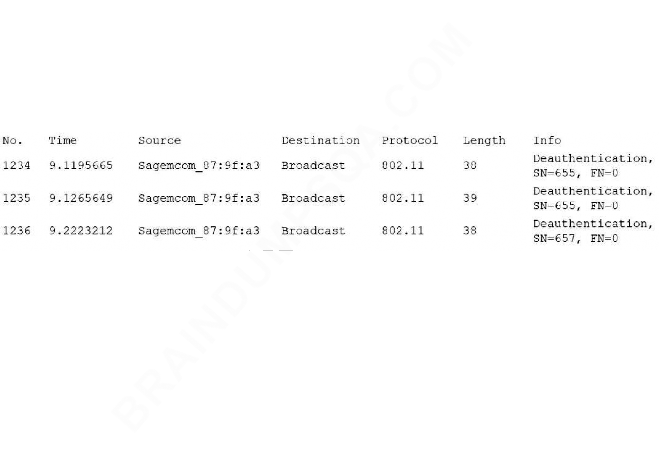 No. Time Source Destination Protocol Length Info
1234 9.1195665 Sagemcom_87:9f:a3 Broadcast 802.11 38 Deauthentication,
SN=655, FN=0
1235 9.1265649 Sagemcom_87:9f:a3 Broadcast 802.11 39 Deauthentication,
SN=655, FN=0
1236 9.2223212 Sagemcom_87:9f:a3 Broadcast 802.11 38 Deauthentication,
SN=657, FN=0